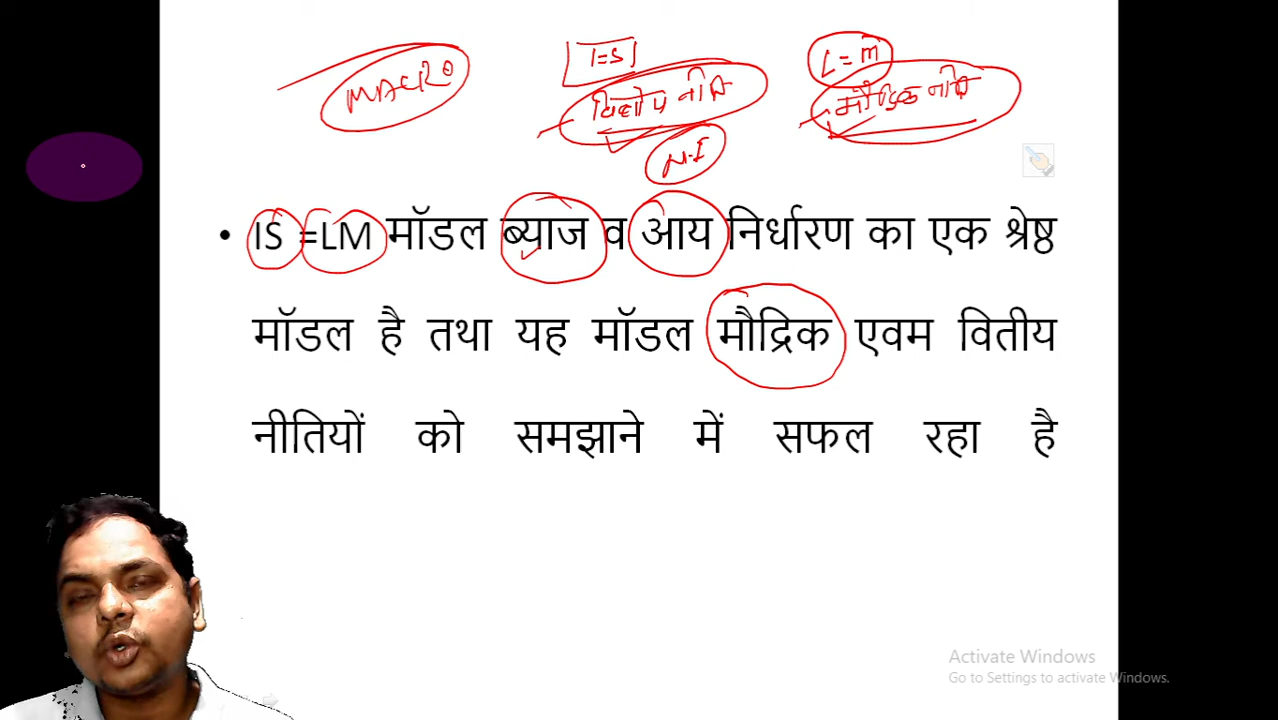 MACRO
I=S
L=M
वित्तीय नीति
मौद्रिक नीति
N.I
• IS =LM मॉडल ब्याज व आय निर्धारण का एक श्रेष्ठ
मॉडल है तथा यह मॉडल मौद्रिक एवम वितीय
नीतियों को समझाने में सफल रहा है
Activate Windows
Go to Settings to activate Windows.